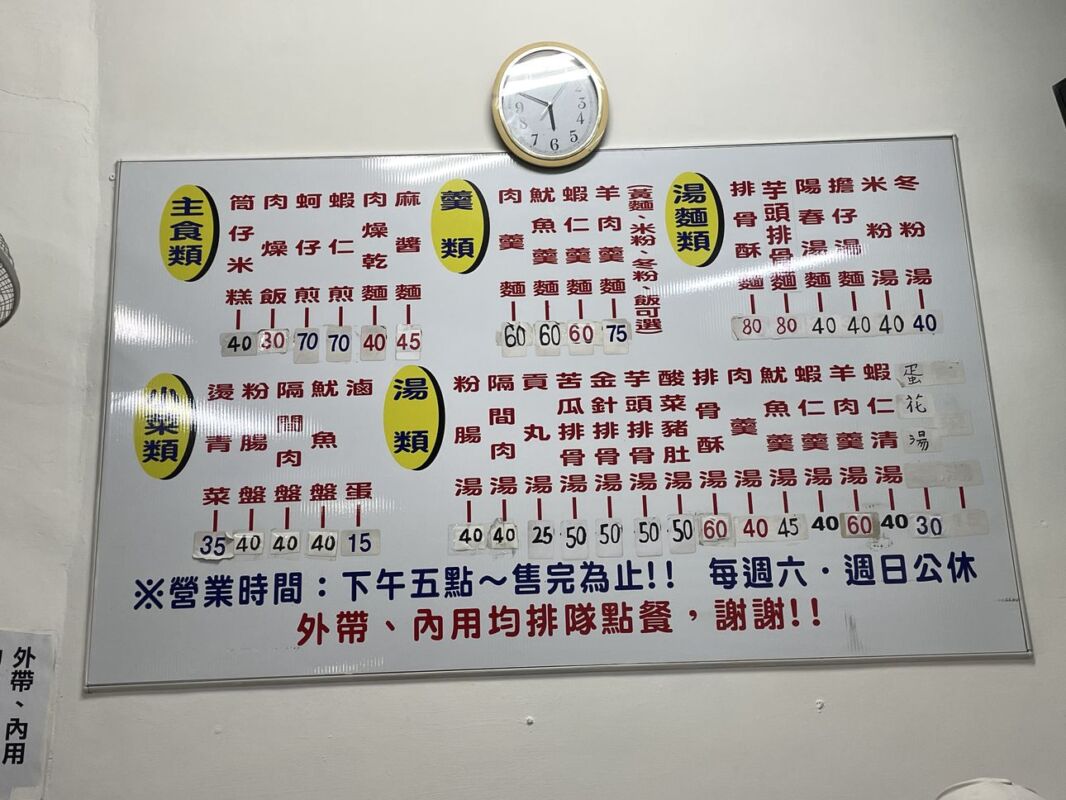 主食類
筒仔米糕 40
肉燥飯 30
蚵仔煎 70
蝦仁煎 70
肉燥乾麵 40
麻醬麵 45
羹類
肉羹麵 60
魷魚羹麵 60
蝦仁羹麵 60
羊肉羹麵 75
(黃麵、米粉、冬粉、飯可選)
湯麵類
排骨酥麵 80
芋頭排骨麵 80
陽春湯麵 40
擔仔湯麵 40
米粉湯 40
冬粉湯 40
小菜類
燙青菜 35
粉腸盤 40
隔間肉盤 40
魷魚盤 40
滷蛋 15
湯類
粉腸湯 40
隔間肉湯 40
貢丸湯 25
苦瓜排骨湯 50
金針排骨湯 50
芋頭排骨湯 50
酸菜豬肚湯 50
排骨酥湯 60
肉羹湯 40
魷魚羹湯 45
蝦仁羹湯 40
羊肉羹湯 60
蝦仁清湯 40
蛋花湯 30
※營業時間：下午五點～售完為止!! 每週六．週日公休
外帶、內用均排隊點餐，謝謝!!
外帶、內用
9
8
7
6
5
4
3
2